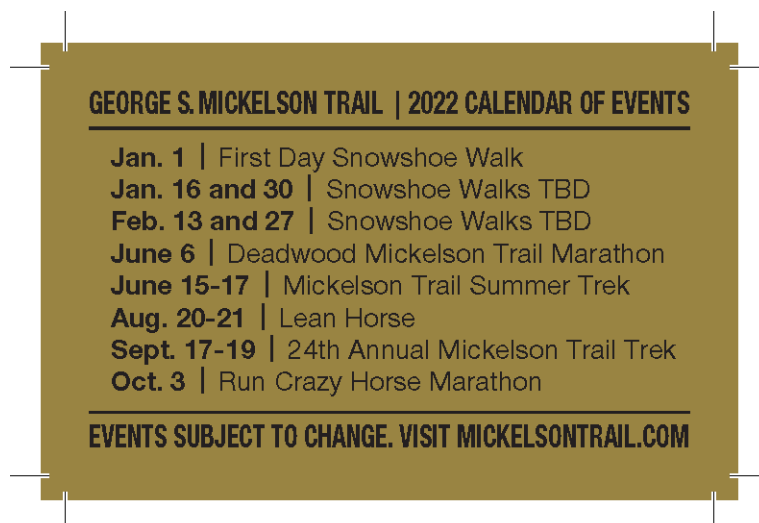 GEORGE S. MICKELSON TRAIL | 2022 CALENDAR OF EVENTS
Jan. 1 | First Day Snowshoe Walk
Jan. 16 and 30 | Snowshoe Walks TBD
Feb. 13 and 27 | Snowshoe Walks TBD
June 6 | Deadwood Mickelson Trail Marathon
June 15-17 | Mickelson Trail Summer Trek
Aug. 20-21 | Lean Horse
Sept. 17-19 | 24th Annual Mickelson Trail Trek
Oct. 3 | Run Crazy Horse Marathon
EVENTS SUBJECT TO CHANGE. VISIT MICKELSONTRAIL.COM